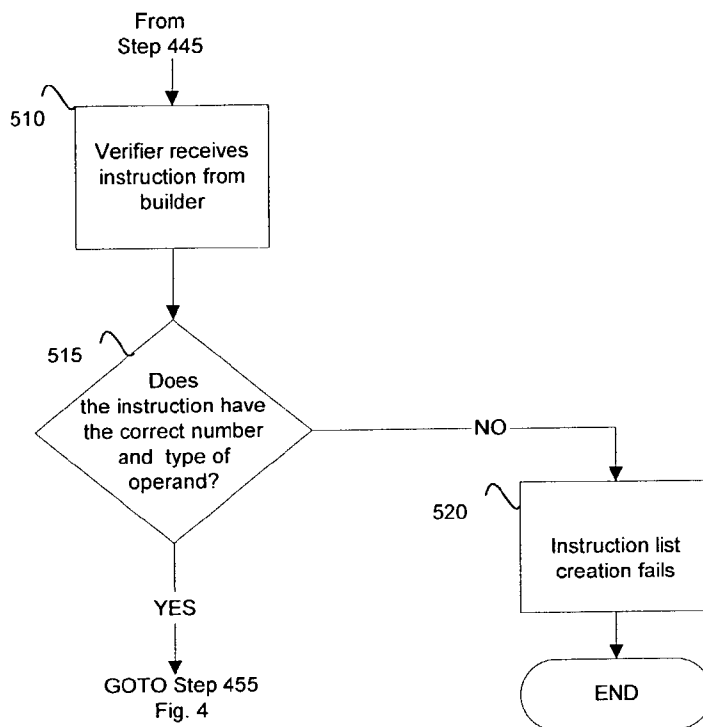 From
Step 445
510
Verifier receives
instruction from
builder
515
Does
the instruction have
the correct number
and type of
operand?
NO
520
Instruction list
creation fails
YES
GOTO Step 455
Fig. 4
END